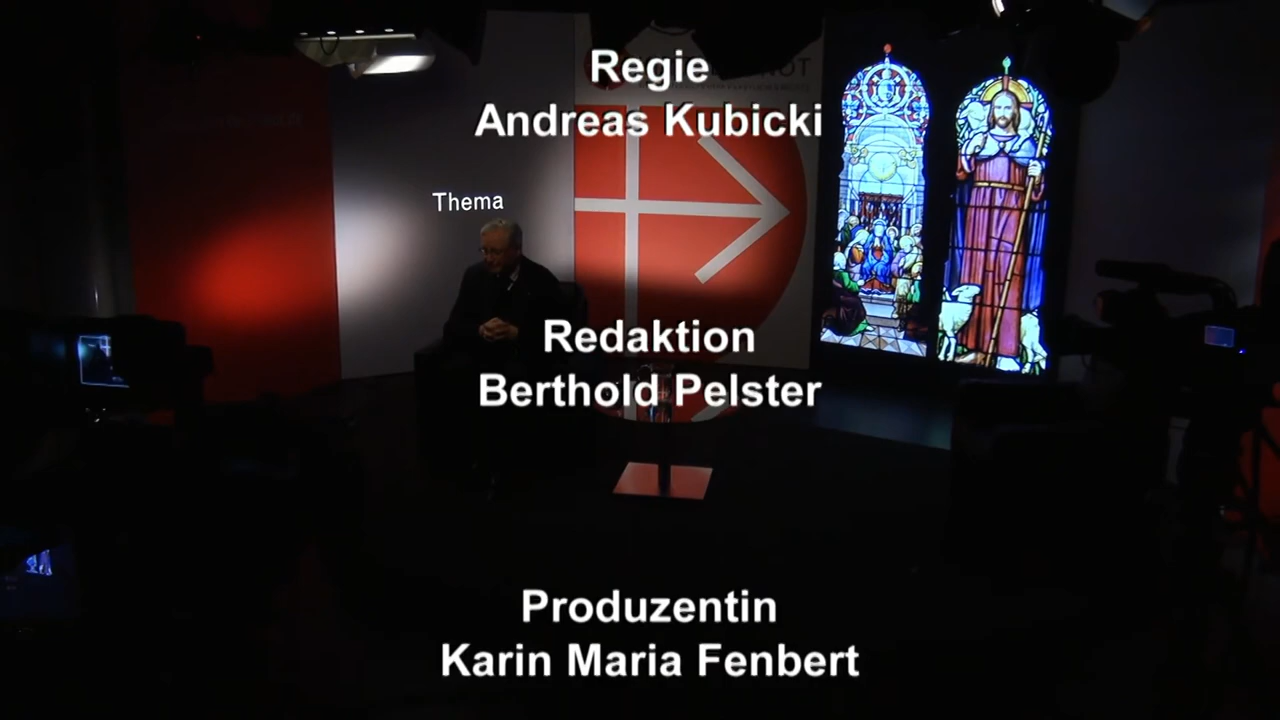 Regie
Andreas Kubicki
Thema
Redaktion
Berthold Pelster
Produzentin
Karin Maria Fenbert